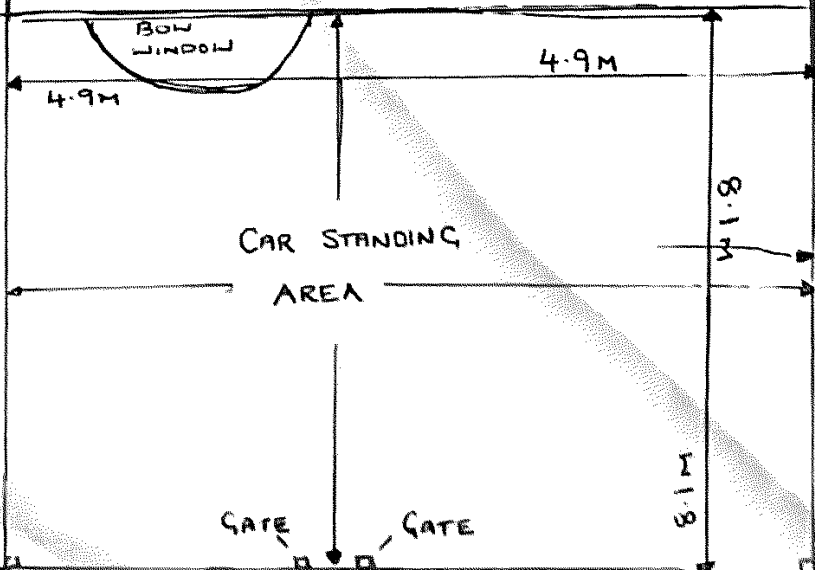 BOW
WINDOW
4.9M
4.9M
8.1M
CAR STANDING
AREA
8.1M
GATE
GATE